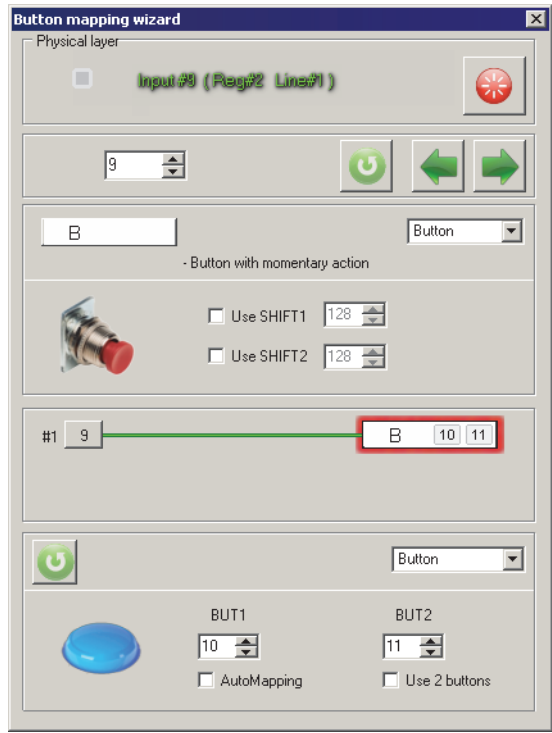 Button mapping wizard
Physical layer
Input#9 (Reg#2 Line#1)
9
B
Button
- Button with momentary action
Use SHIFT1 128
Use SHIFT2 128
#1 9 B 10 11
Button
BUT1 BUT2
10 11
AutoMapping Use 2 buttons